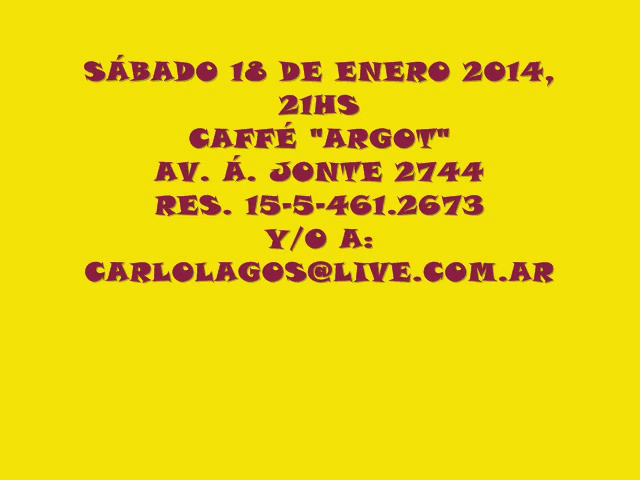 SÁBADO 18 DE ENERO 2014,
21HS
CAFFÉ "ARGOT"
AV. Á. JONTE 2744
RES. 15-5-461.2673
Y/O A:
CARLOLAGOS@LIVE.COM.AR